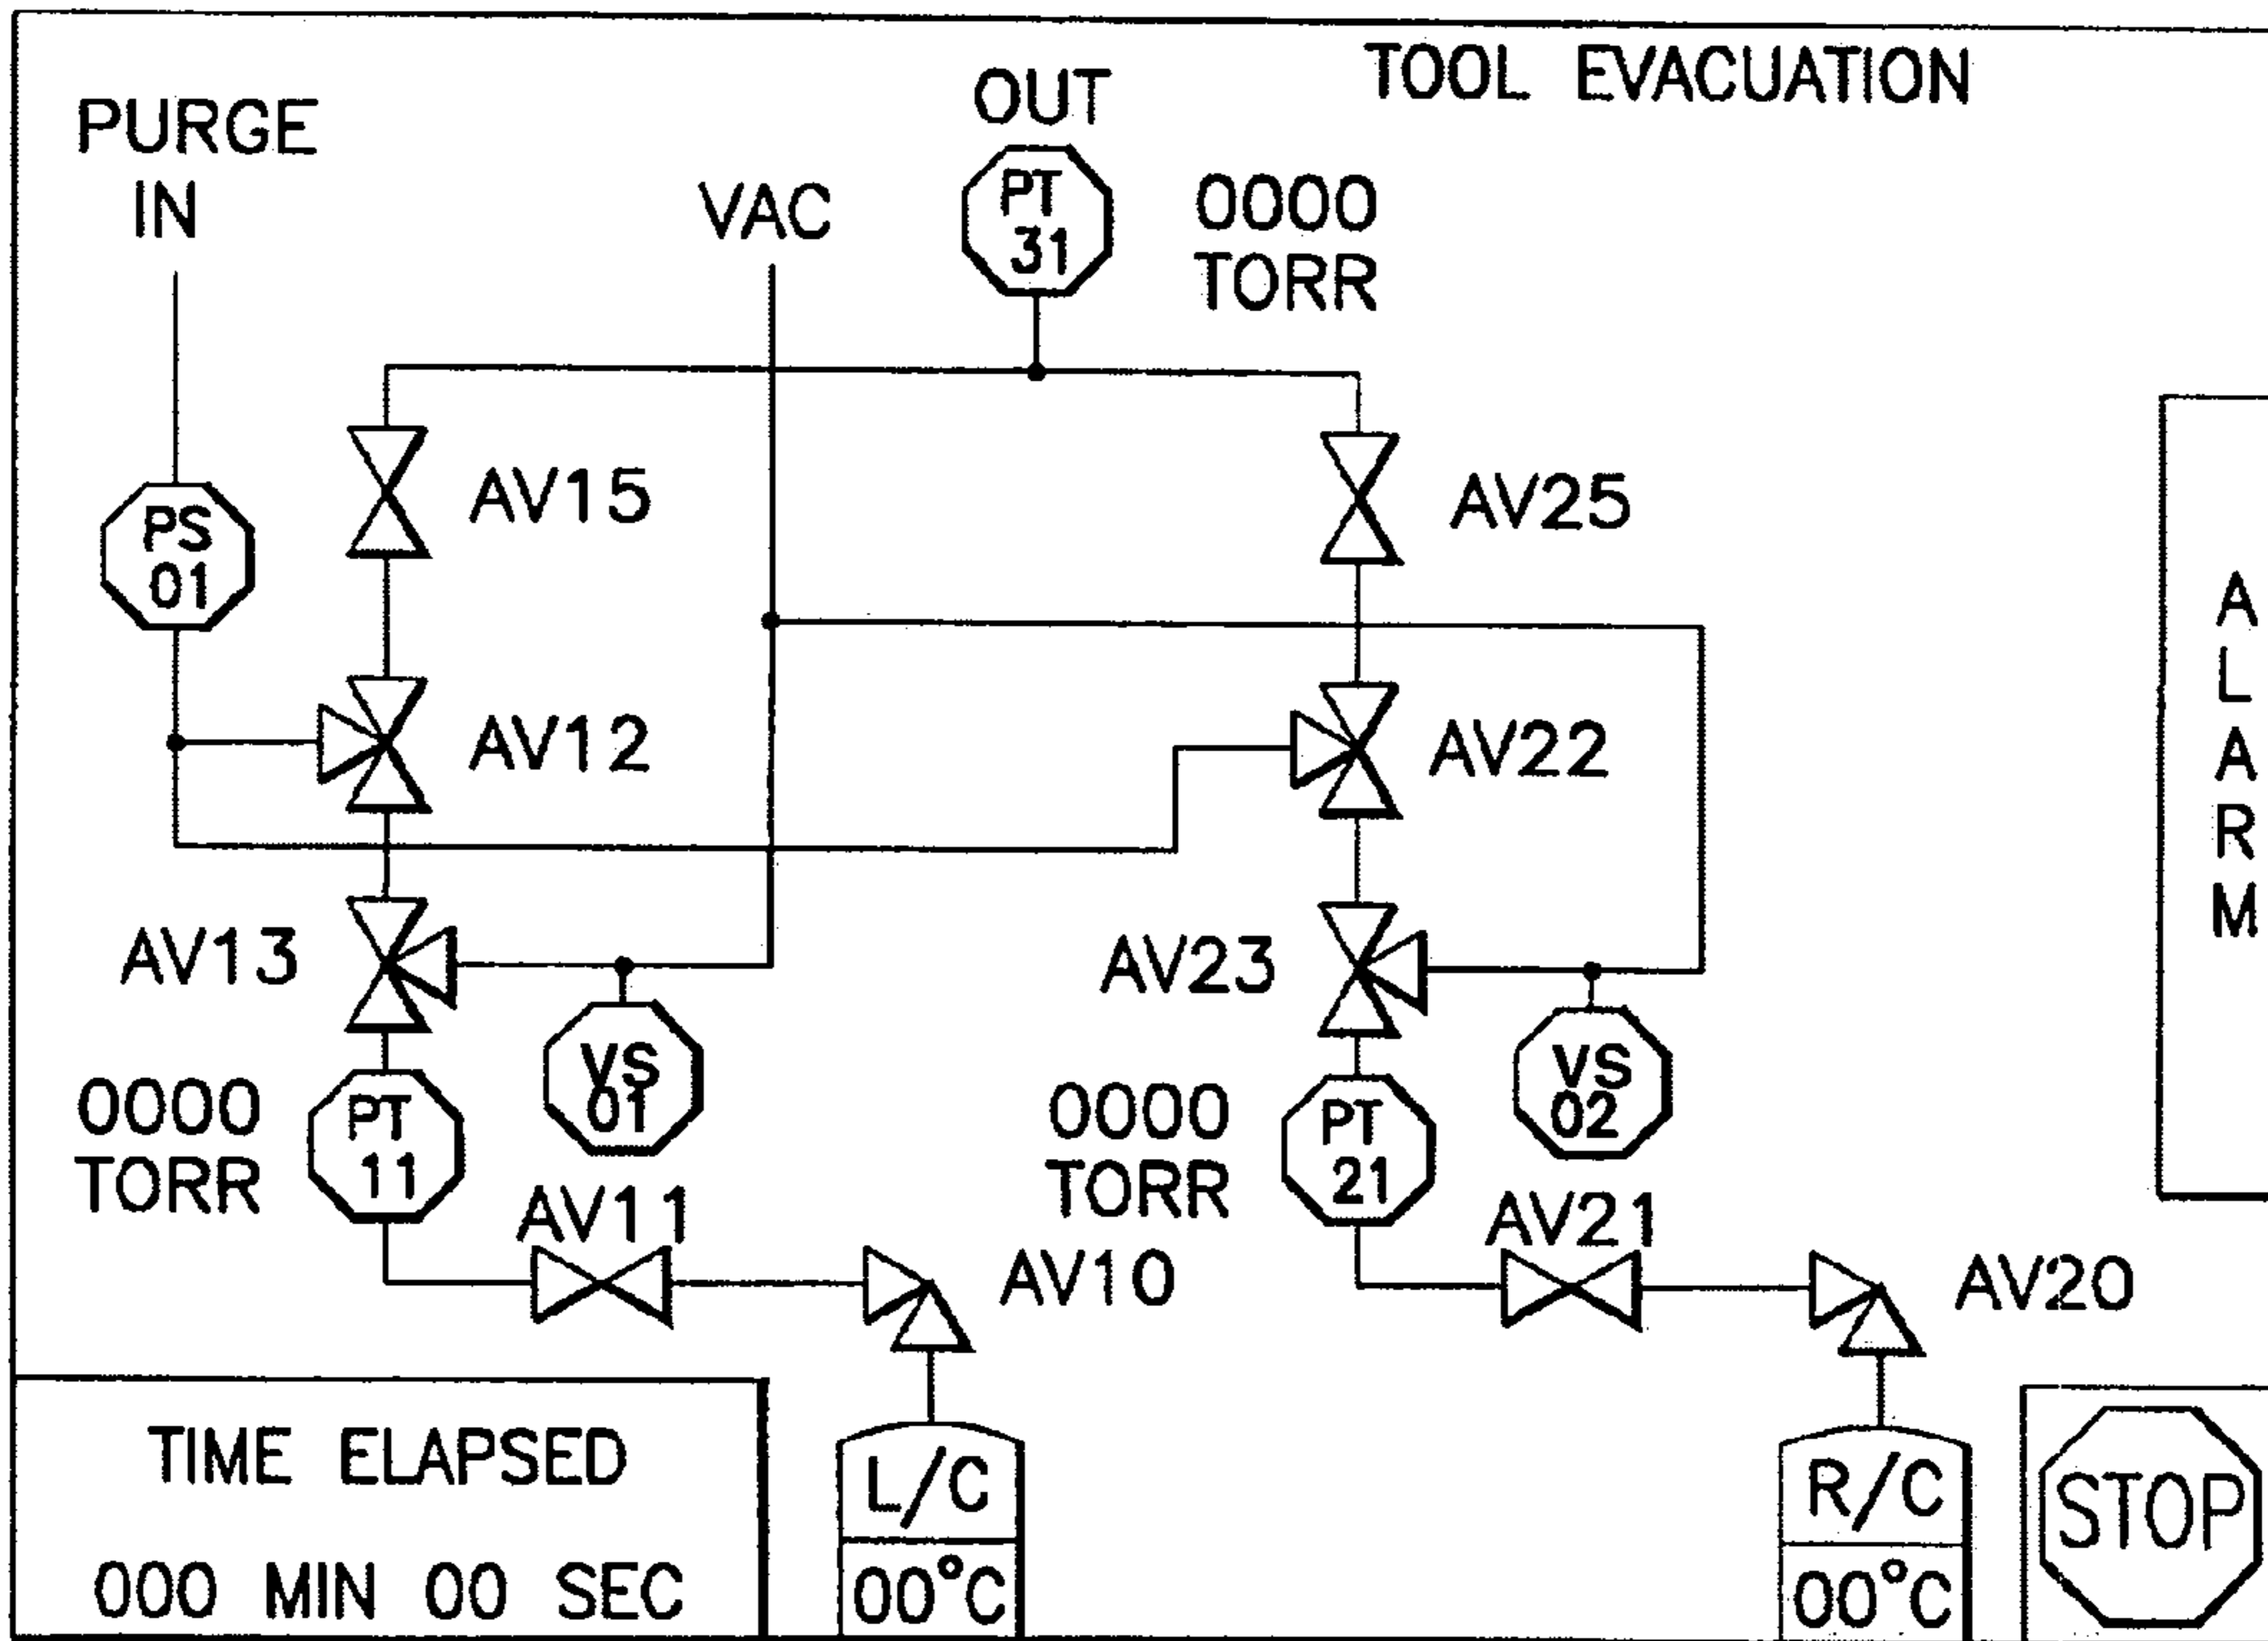 TOOL EVACUATION
PURGE
IN
VAC
OUT
PT
31
0000
TORR
PS
01
AV15
AV25
AV12
AV22
AV13
AV23
VS
01
VS
02
0000
TORR
PT
11
0000
TORR
PT
21
AV11
AV10
AV21
AV20
A
L
A
R
M
TIME ELAPSED
000 MIN 00 SEC
L/C
00°C
R/C
00°C
STOP